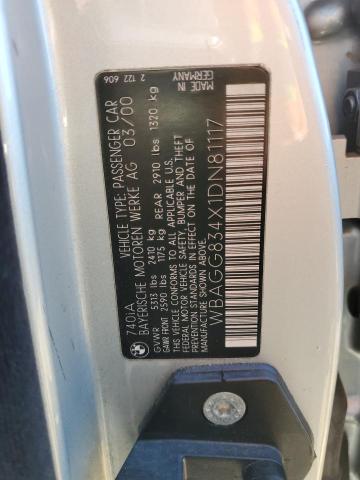 740iA VEHICLE TYPE: PASSENGER CAR
BAYERISCHE MOTOREN WERKE AG 03/00
GVWR 5313 lbs 2410 kg
GAWR FRONT 2590 lbs 1175 kg REAR 2910 lbs 1320 kg
THIS VEHICLE CONFORMS TO ALL APPLICABLE U.S.
FEDERAL MOTOR VEHICLE SAFETY, BUMPER AND THEFT
PREVENTION STANDARDS IN EFFECT ON THE DATE OF
MANUFACTURE SHOWN ABOVE.
WBAGG834X1DN81117
MADE IN
GERMANY
2 122 606